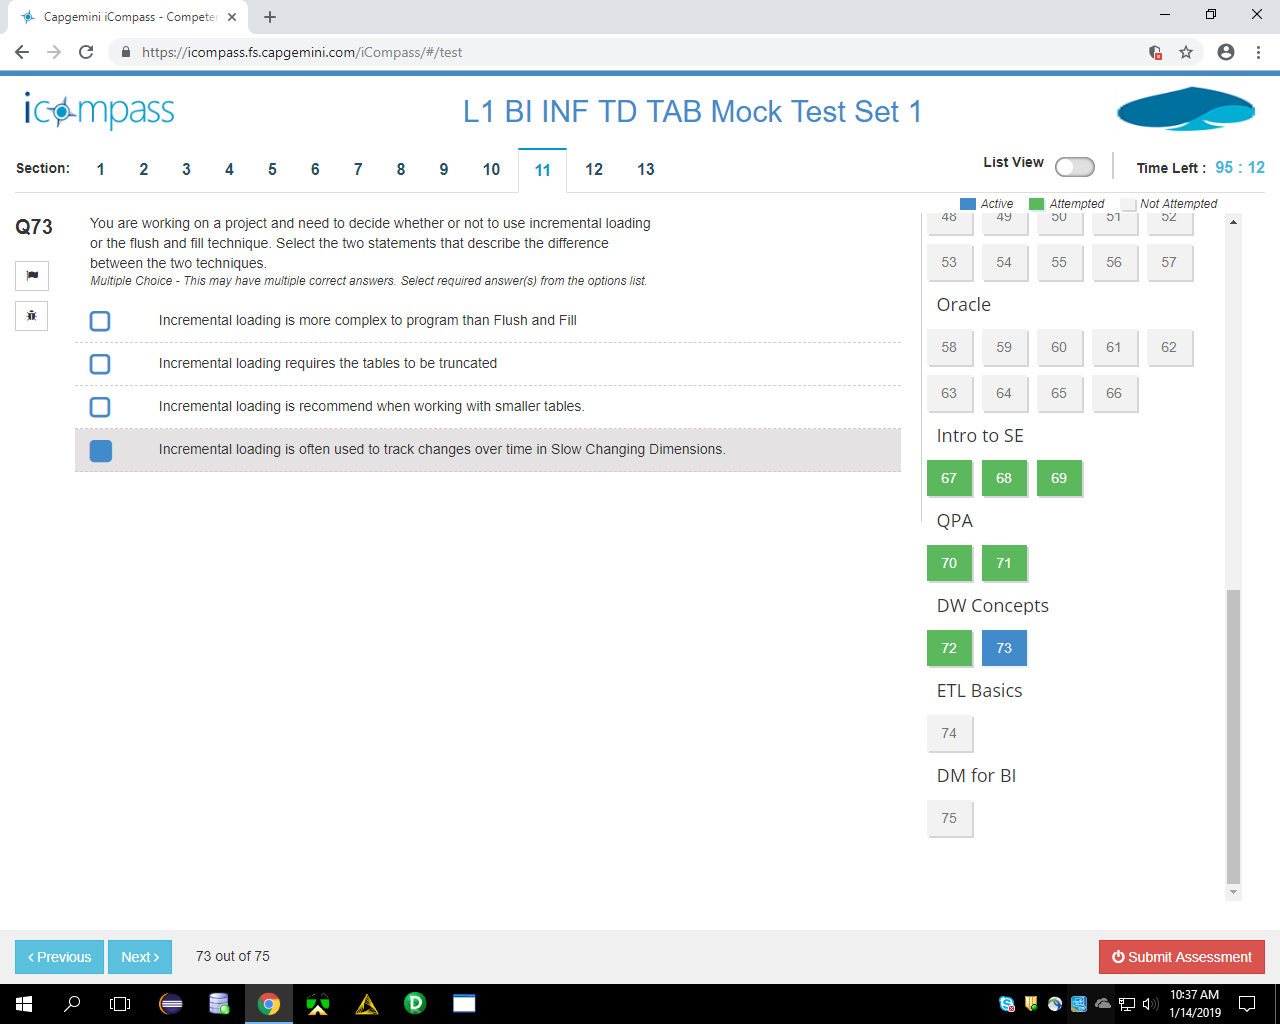 Capgemini iCompass - Competen
https://icompass.fs.capgemini.com/iCompass/#/test
icompass
L1 BI INF TD TAB Mock Test Set 1
Section: 1 2 3 4 5 6 7 8 9 10 11 12 13
List View
Time Left : 95 : 12
Active Attempted Not Attempted
Q73
You are working on a project and need to decide whether or not to use incremental loading
or the flush and fill technique. Select the two statements that describe the difference
between the two techniques.
Multiple Choice - This may have multiple correct answers. Select required answer(s) from the options list.
Incremental loading is more complex to program than Flush and Fill
Incremental loading requires the tables to be truncated
Incremental loading is recommend when working with smaller tables.
Incremental loading is often used to track changes over time in Slow Changing Dimensions.
48 49 50 51 52
53 54 55 56 57
Oracle
58 59 60 61 62
63 64 65 66
Intro to SE
67 68 69
QPA
70 71
DW Concepts
72 73
ETL Basics
74
DM for BI
75
‹ Previous
Next ›
73 out of 75
Submit Assessment
10:37 AM
1/14/2019